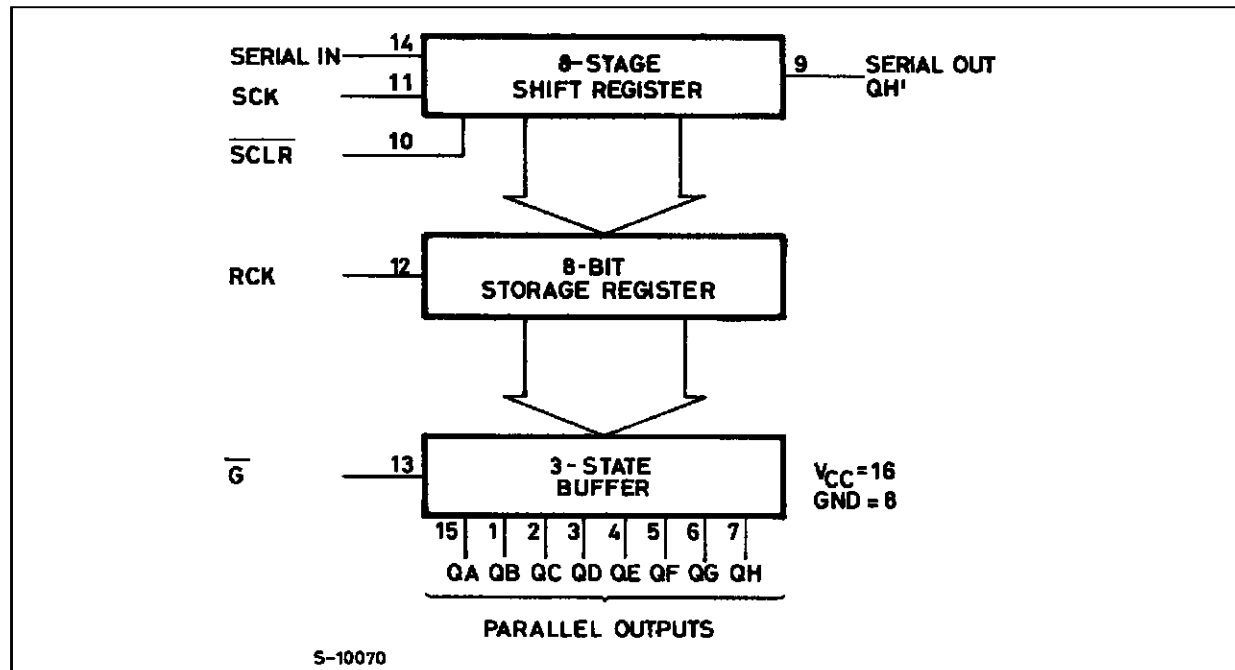 SERIAL IN 14
8-STAGE
SHIFT REGISTER
9 SERIAL OUT
QH'
SCK 11
SCLR 10
RCK 12
8-BIT
STORAGE REGISTER
G 13
3-STATE
BUFFER
VCC=16
GND=8
15 1 2 3 4 5 6 7
QA QB QC QD QE QF QG QH
PARALLEL OUTPUTS
S-10070